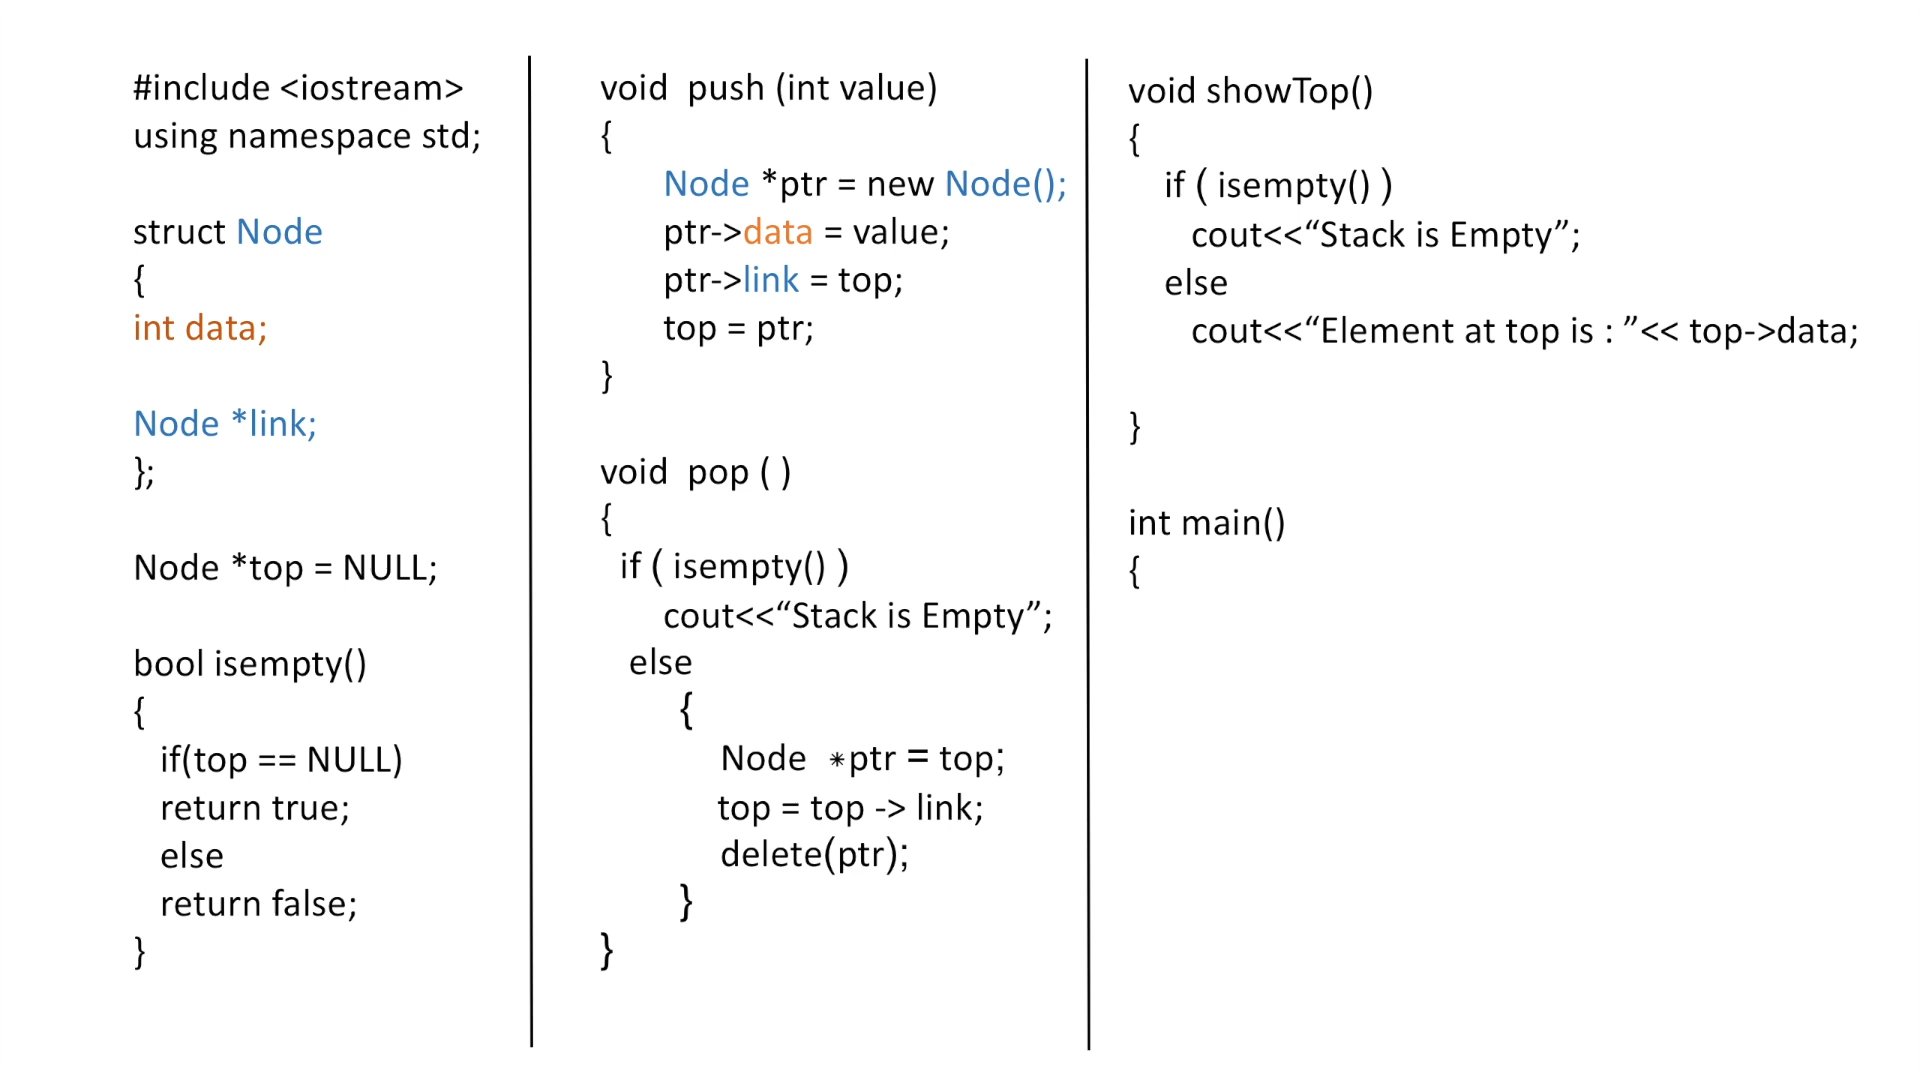 #include <iostream>
using namespace std;
struct Node
{
int data;
Node *link;
};
Node *top = NULL;
bool isempty()
{
if(top == NULL)
return true;
else
return false;
}
void push (int value)
{
Node *ptr = new Node();
ptr->data = value;
ptr->link = top;
top = ptr;
}
void pop ( )
{
if ( isempty() )
cout<<“Stack is Empty”;
else
{
Node *ptr = top;
top = top -> link;
delete(ptr);
}
}
void showTop()
{
if ( isempty() )
cout<<“Stack is Empty”;
else
cout<<“Element at top is : ”<< top->data;
}
int main()
{